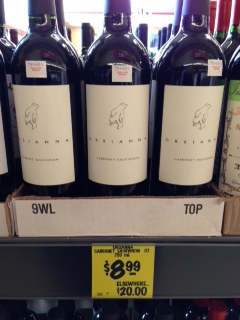 OSSIANNA
CABERNET SAUVIGNON
OSSIANNA
CABERNET SAUVIGNON
OSSIANNA
CABERNET SAUVIGNON
9WL
TOP
OSSIANNA
CABERNET SAUVIGNON
750 mL
$8.99
ELSEWHERE...
$20.00